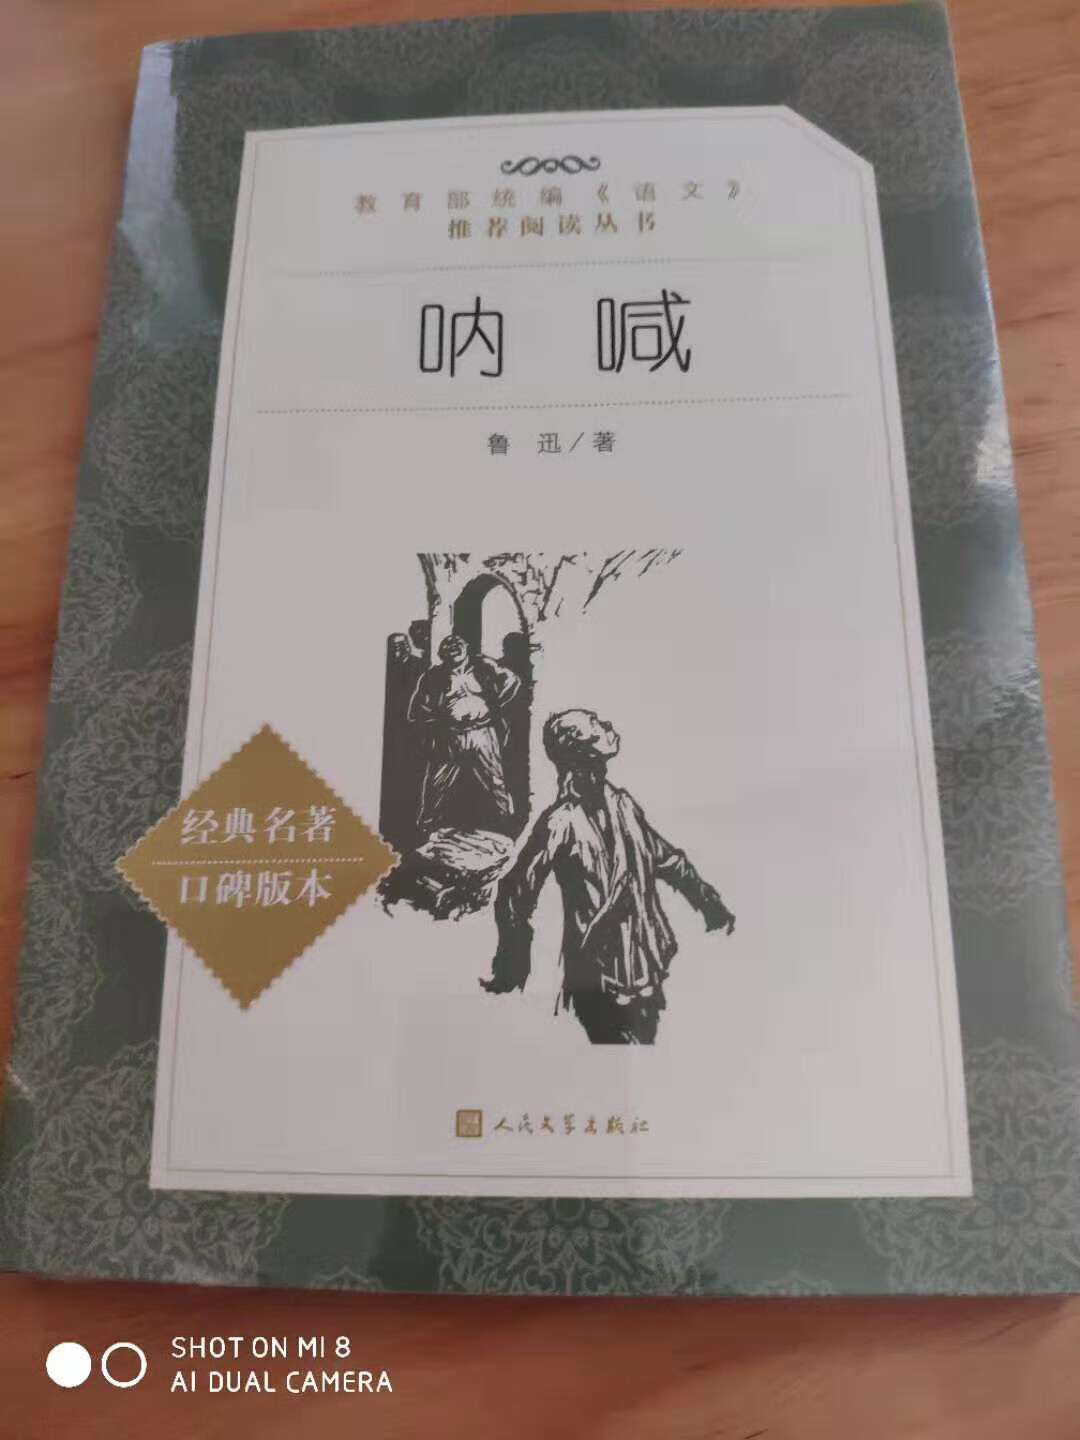 教育部统编《语文》
推荐阅读丛书
呐喊
鲁迅/著
经典名著
口碑版本
人民文学出版社
SHOT ON MI 8
AI DUAL CAMERA